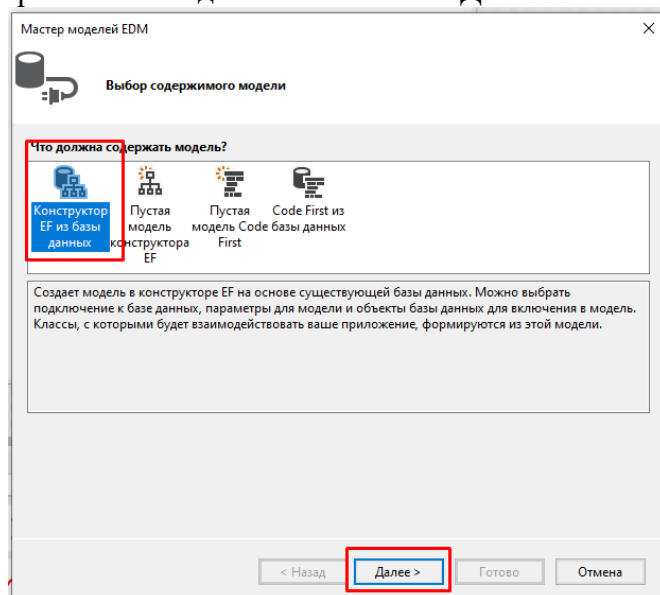 Мастер моделей EDM
Выбор содержимого модели
Что должна содержать модель?
Конструктор EF из базы данных
Пустая модель конструктора EF
Пустая модель Code First
Code First из базы данных
Создает модель в конструкторе EF на основе существующей базы данных. Можно выбрать
подключение к базе данных, параметры для модели и объекты базы данных для включения в модель.
Классы, с которыми будет взаимодействовать ваше приложение, формируются из этой модели.
< Назад Далее > Готово Отмена